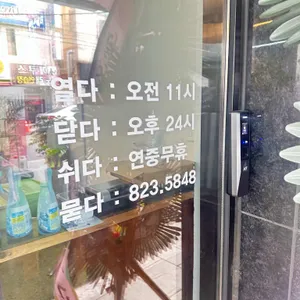 열다 : 오전 11시
닫다 : 오후 24시
쉬다 : 연중무휴
묻다 : 823.5848